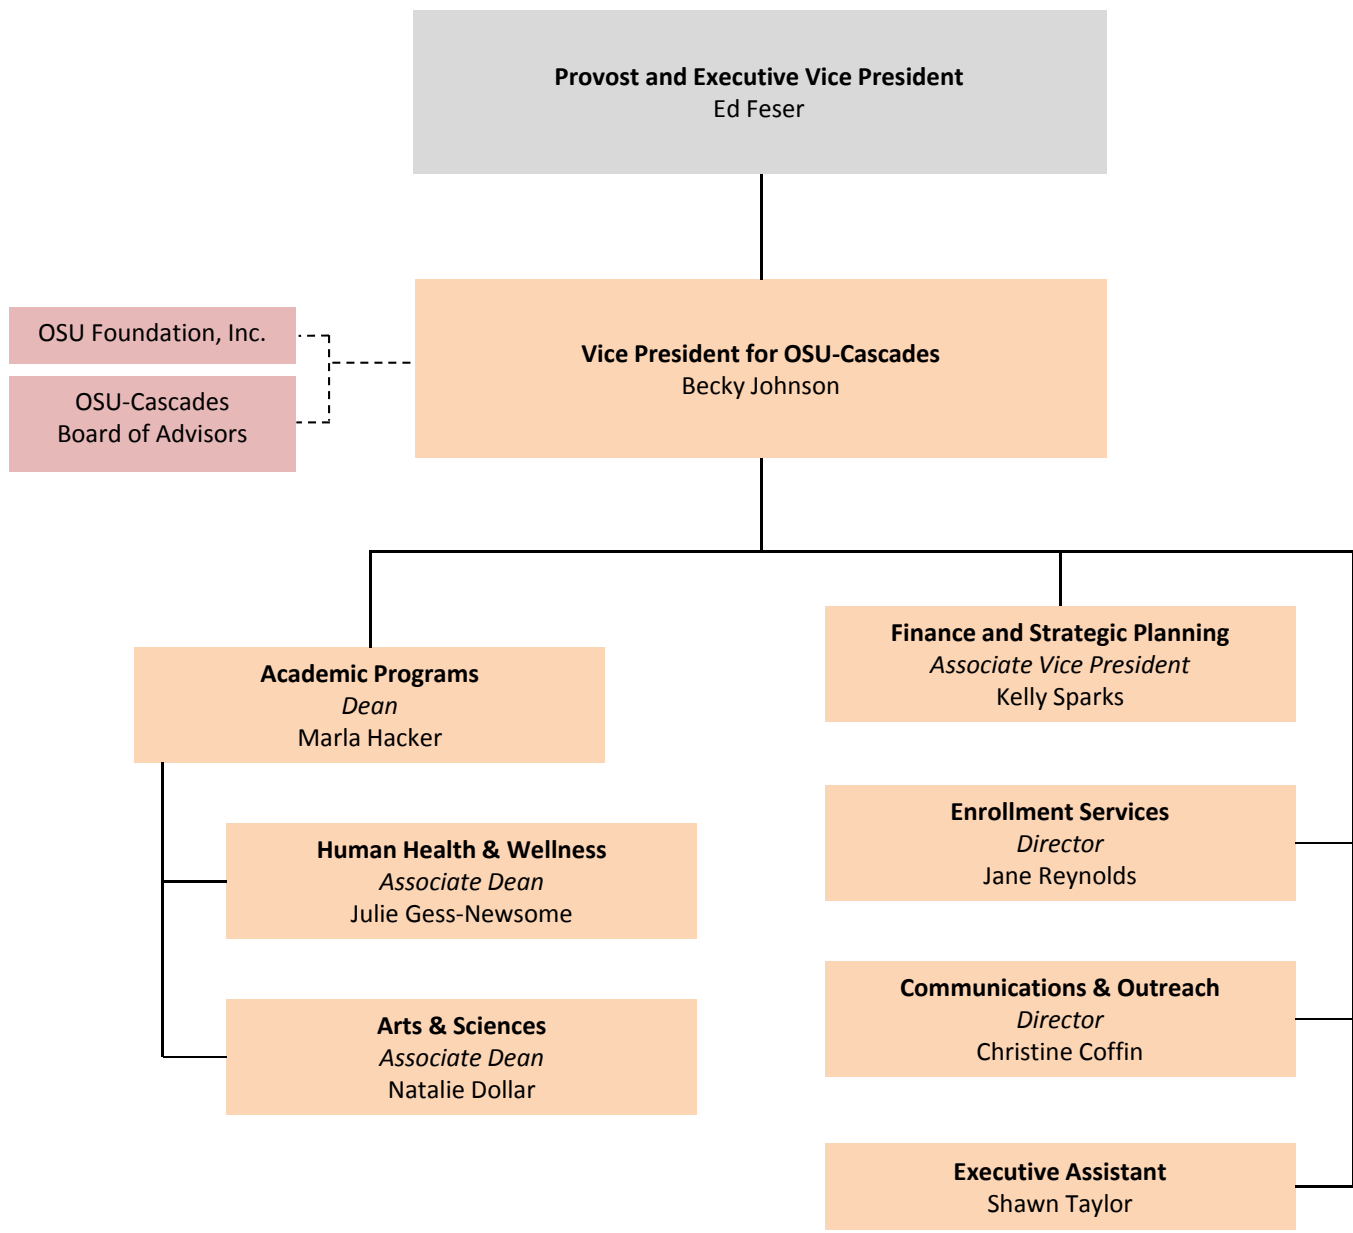 Provost and Executive Vice President
Ed Feser
OSU Foundation, Inc.
OSU-Cascades
Board of Advisors
Vice President for OSU-Cascades
Becky Johnson
Academic Programs
Dean
Marla Hacker
Human Health & Wellness
Associate Dean
Julie Gess-Newsome
Arts & Sciences
Associate Dean
Natalie Dollar
Finance and Strategic Planning
Associate Vice President
Kelly Sparks
Enrollment Services
Director
Jane Reynolds
Communications & Outreach
Director
Christine Coffin
Executive Assistant
Shawn Taylor